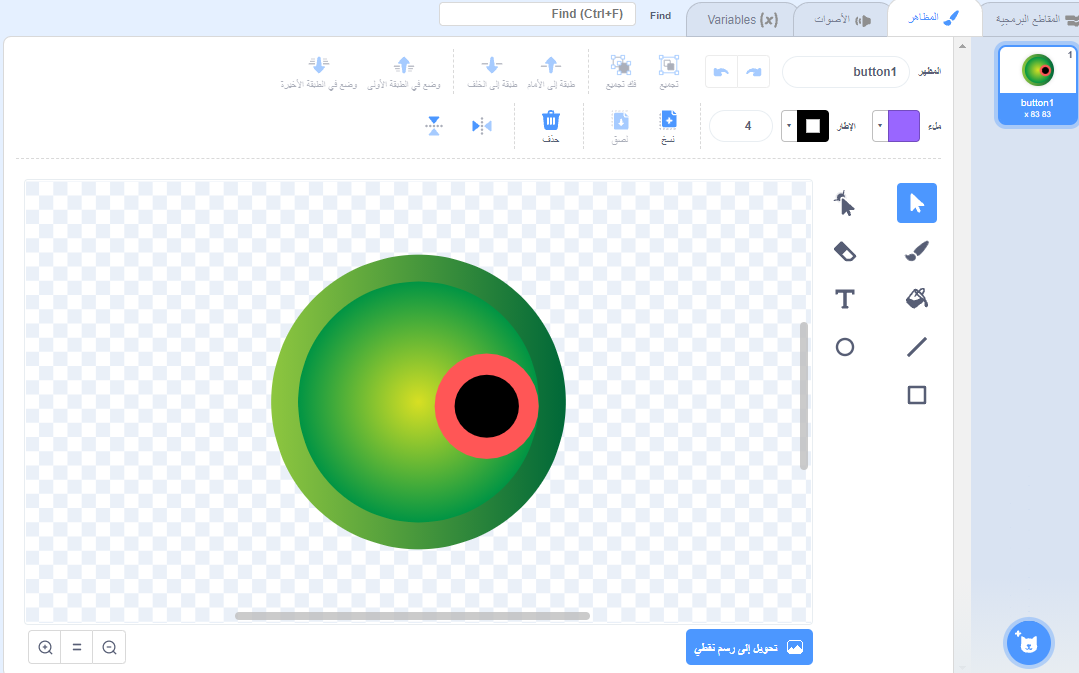 المقاطع البرمجية
المظاهر
الأصوات
Variables (x)
Find
Find (Ctrl+F)
المظهر
button1
تجميع
فك تجميع
طبقة إلى الأمام
طبقة إلى الخلف
وضع في الطبقة الأولى
وضع في الطبقة الأخيرة
ملء
الإطار
4
نسخ
لصق
حذف
1
button1
83 x 83
تحويل إلى رسم نقطي